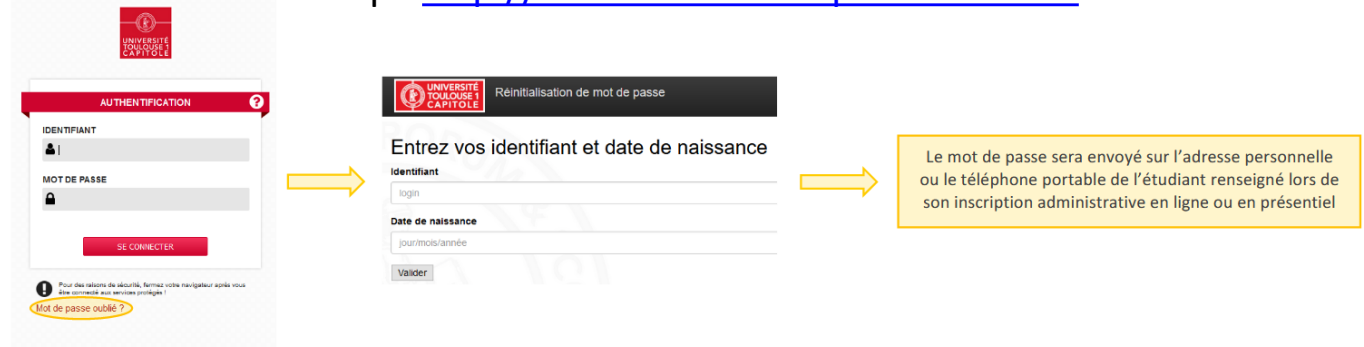 UNIVERSITÉ
TOULOUSE 1
CAPITOLE
AUTHENTIFICATION
?
IDENTIFIANT
MOT DE PASSE
SE CONNECTER
Pour des raisons de sécurité, fermez votre navigateur après vous
être connecté aux services protégés !
Mot de passe oublié ?
UNIVERSITÉ
TOULOUSE 1
CAPITOLE
Réinitialisation de mot de passe
Entrez vos identifiant et date de naissance
Identifiant
login
Date de naissance
jour/mois/année
Valider
Le mot de passe sera envoyé sur l’adresse personnelle
ou le téléphone portable de l’étudiant renseigné lors de
son inscription administrative en ligne ou en présentiel